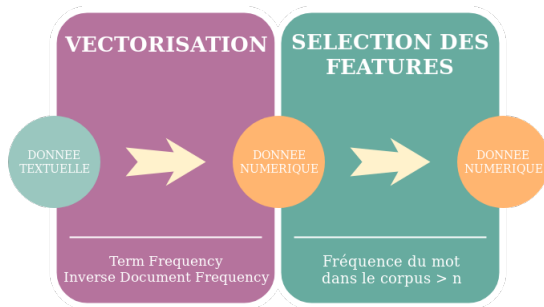 VECTORISATION
SELECTION DES
FEATURES
DONNEE
TEXTUELLE
DONNEE
NUMERIQUE
DONNEE
NUMERIQUE
Term Frequency
Inverse Document Frequency
Fréquence du mot
dans le corpus > n